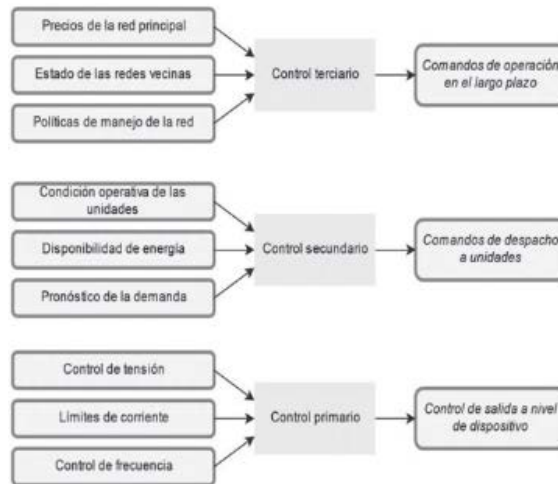 Precios de la red principal
Estado de las redes vecinas
Políticas de manejo de la red
Control terciario
Comandos de operación
en el largo plazo
Condición operativa de las
unidades
Disponibilidad de energía
Pronóstico de la demanda
Control secundario
Comandos de despacho
a unidades
Control de tensión
Límites de corriente
Control de frecuencia
Control primario
Control de salida a nivel
de dispositivo